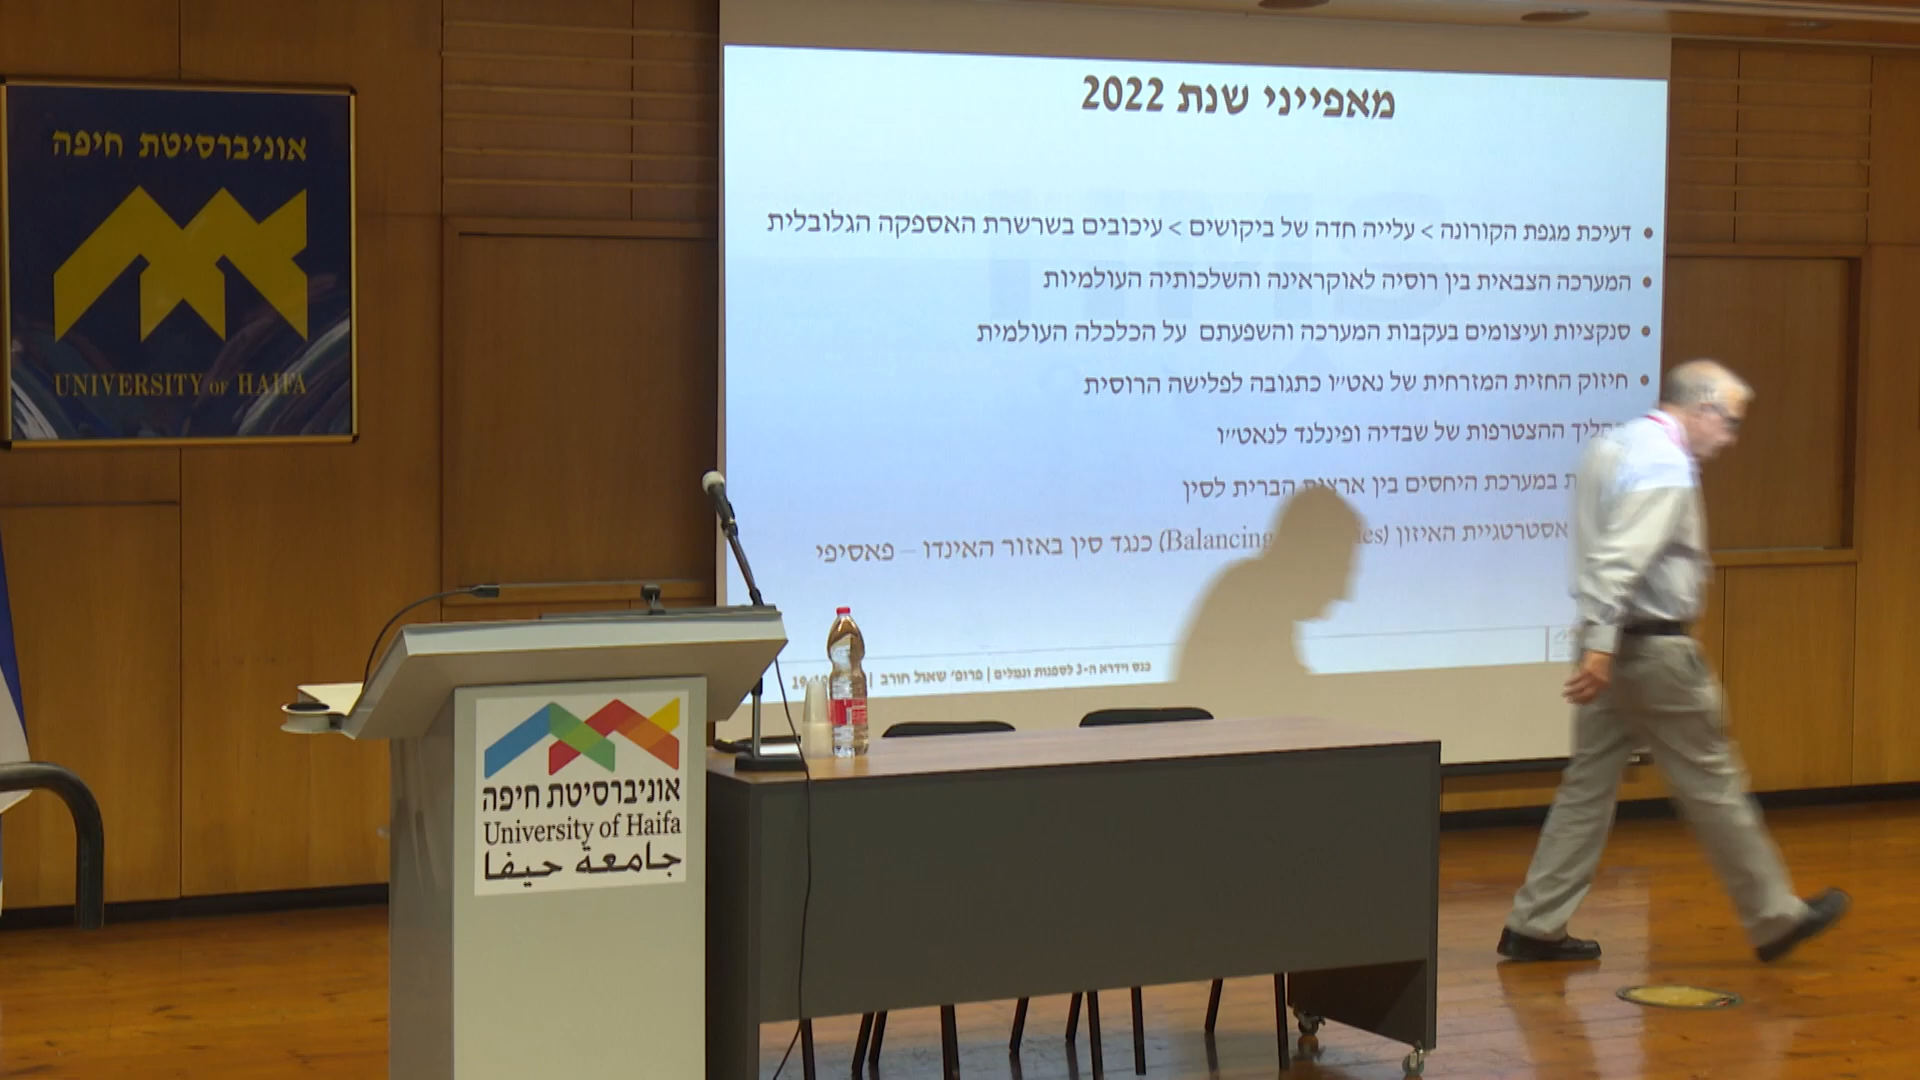 אוניברסיטת חיפה
UNIVERSITY OF HAIFA
מאפייני שנת 2022
• דעיכת מגפת הקורונה > עלייה חדה של ביקושים > עיכובים בשרשרת האספקה הגלובלית
• המערכה הצבאית בין רוסיה לאוקראינה והשלכותיה העולמיות
• סנקציות ועיצומים בעקבות המערכה והשפעתם על הכלכלה העולמית
• חיזוק החזית המזרחית של נאט״ו כתגובה לפלישה הרוסית
ההצטרפות של שבדיה ופינלנד לנאט״ו
במערכת היחסים בין ארצות הברית לסין
אסטרטגיית האיזון (Balancing כנגד סין באזור האינדו – פאסיפי
כנס וידרא ה-3 לספנות ונמלים | פרופ׳ שאול חורב |
אוניברסיטת חיפה
University of Haifa
جامعة حيفا